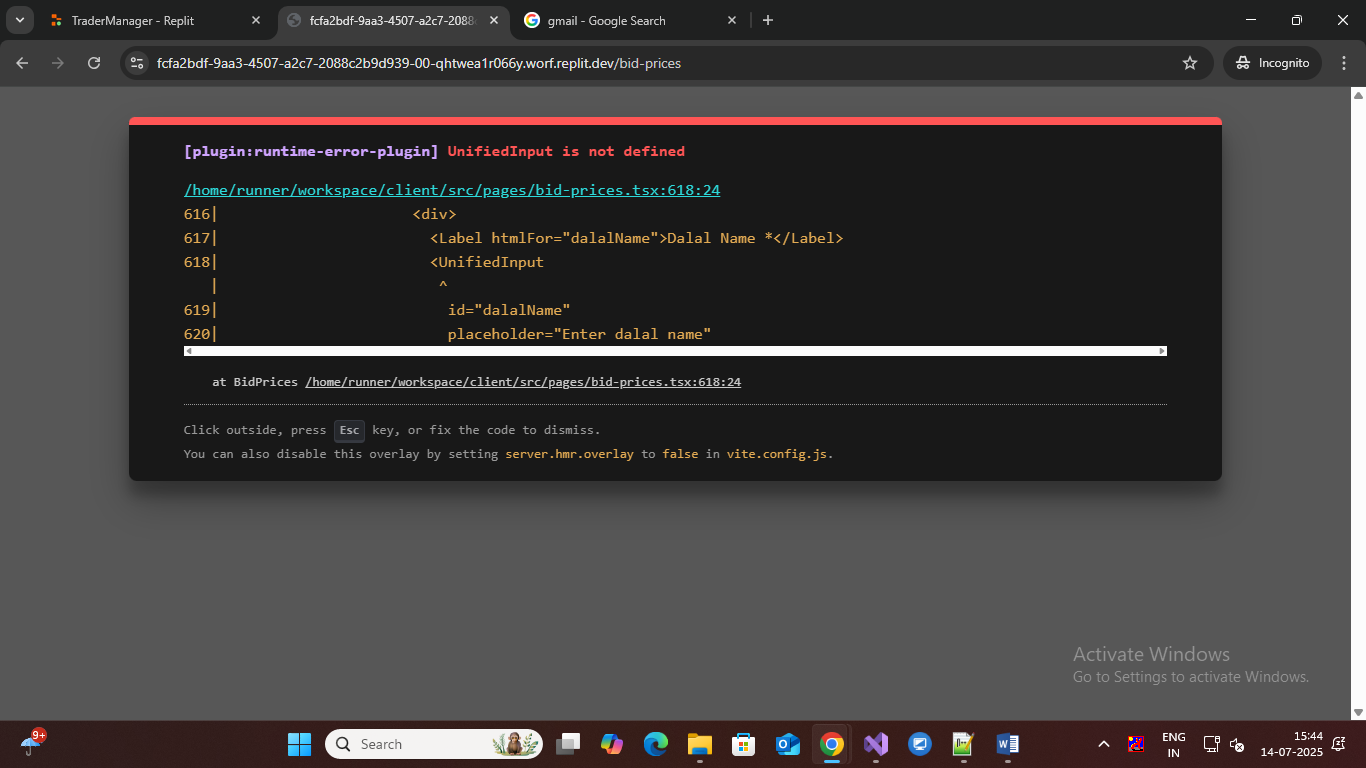 TraderManager - Replit
fcfa2bdf-9aa3-4507-a2c7-2088
gmail - Google Search
fcfa2bdf-9aa3-4507-a2c7-2088c2b9d939-00-qhtwea1r066y.worf.replit.dev/bid-prices
Incognito
[plugin:runtime-error-plugin] UnifiedInput is not defined
/home/runner/workspace/client/src/pages/bid-prices.tsx:618:24
616| <div>
617| <Label htmlFor="dalalName">Dalal Name *</Label>
618| <UnifiedInput
| ^
619| id="dalalName"
620| placeholder="Enter dalal name"
at BidPrices /home/runner/workspace/client/src/pages/bid-prices.tsx:618:24
Click outside, press Esc key, or fix the code to dismiss.
You can also disable this overlay by setting server.hmr.overlay to false in vite.config.js.
Activate Windows
Go to Settings to activate Windows.
9+
Search
ENG
IN
15:44
14-07-2025